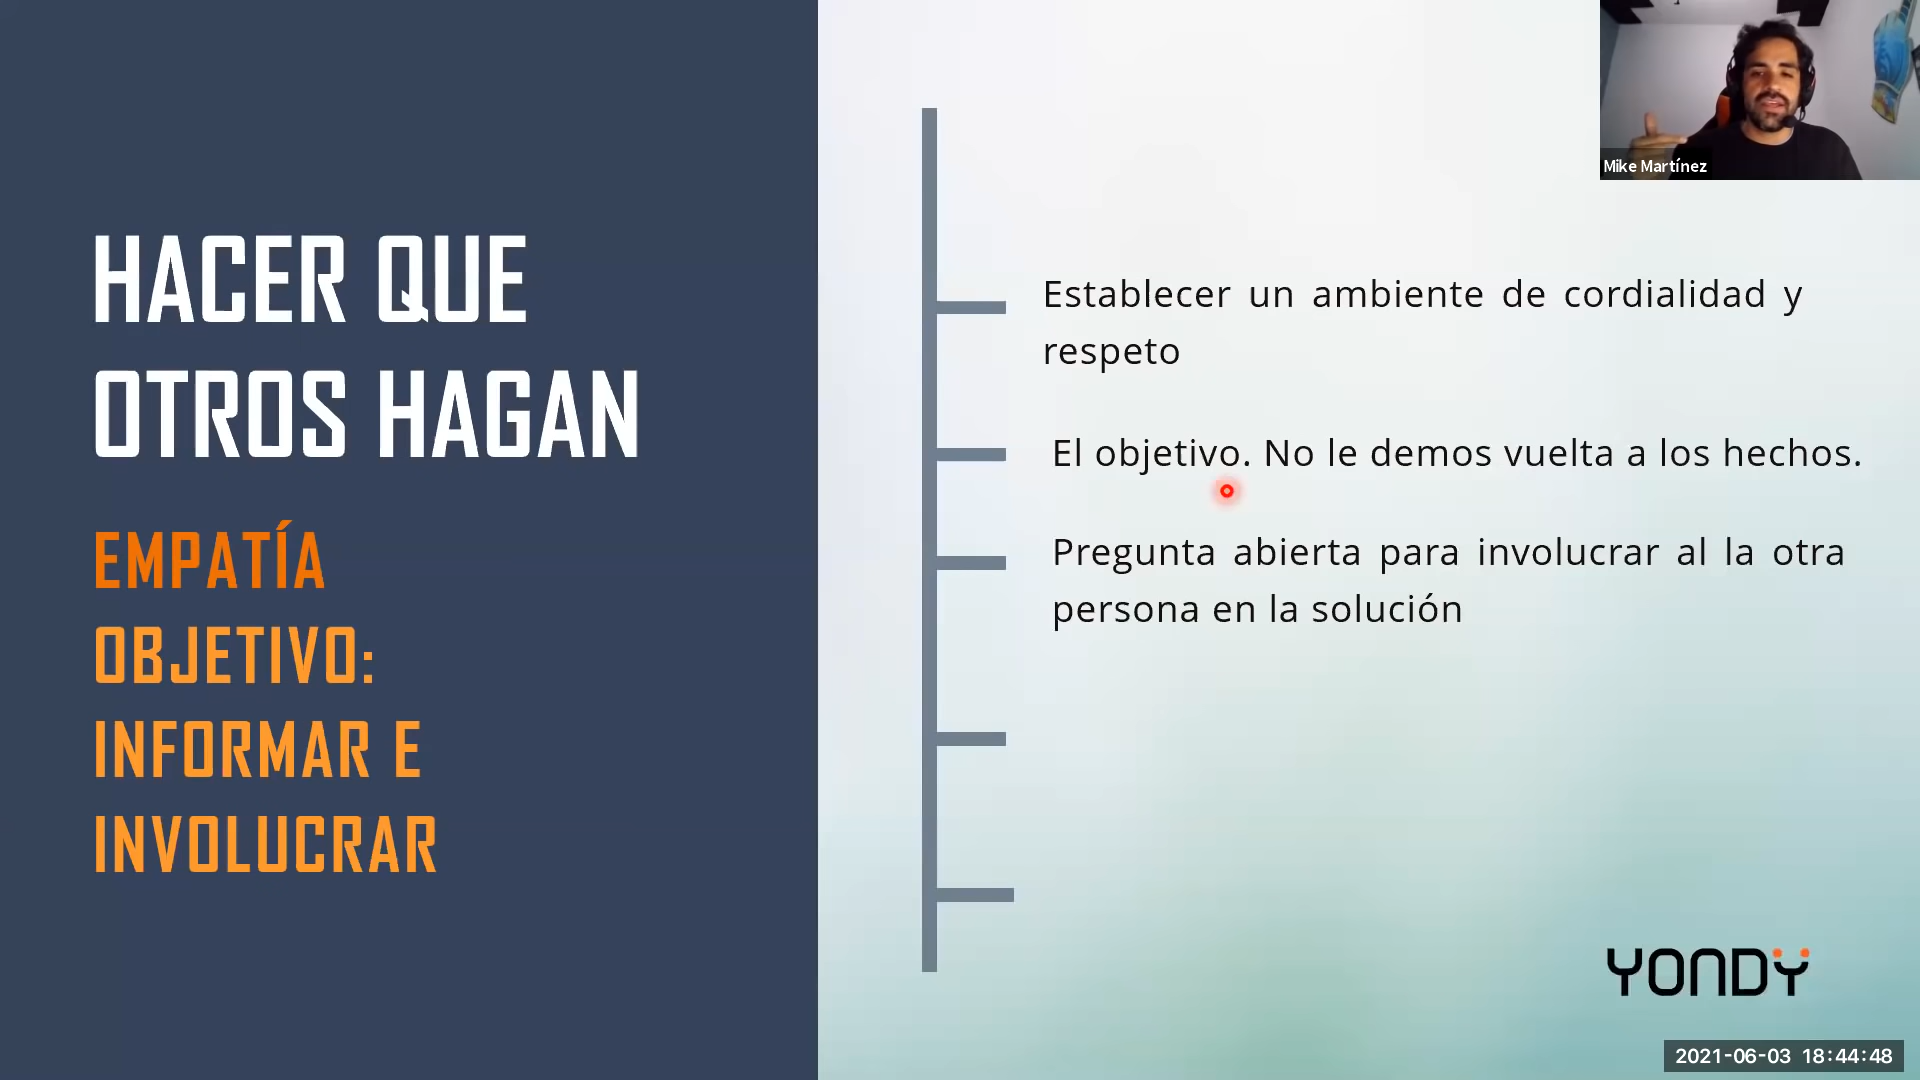 HACER QUE
OTROS HAGAN
EMPATÍA
OBJETIVO:
INFORMAR E
INVOLUCRAR
Establecer un ambiente de cordialidad y
respeto
El objetivo. No le demos vuelta a los hechos.
Pregunta abierta para involucrar al la otra
persona en la solución
Mike Martínez
YONDY
2021-06-03 18:44:48